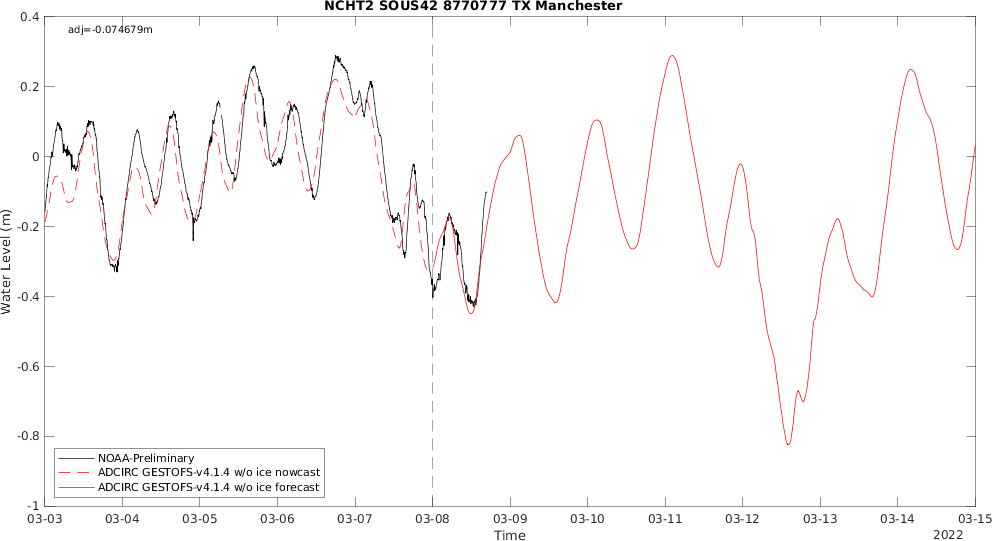 NCHT2 SOUS42 8770777 TX Manchester
adj=-0.074679m
0.4
0.2
0
-0.2
-0.4
-0.6
-0.8
-1
Water Level (m)
NOAA-Preliminary
ADCIRC GESTOFS-v4.1.4 w/o ice nowcast
ADCIRC GESTOFS-v4.1.4 w/o ice forecast
03-03 03-04 03-05 03-06 03-07 03-08 03-09 03-10 03-11 03-12 03-13 03-14 03-15
Time
2022